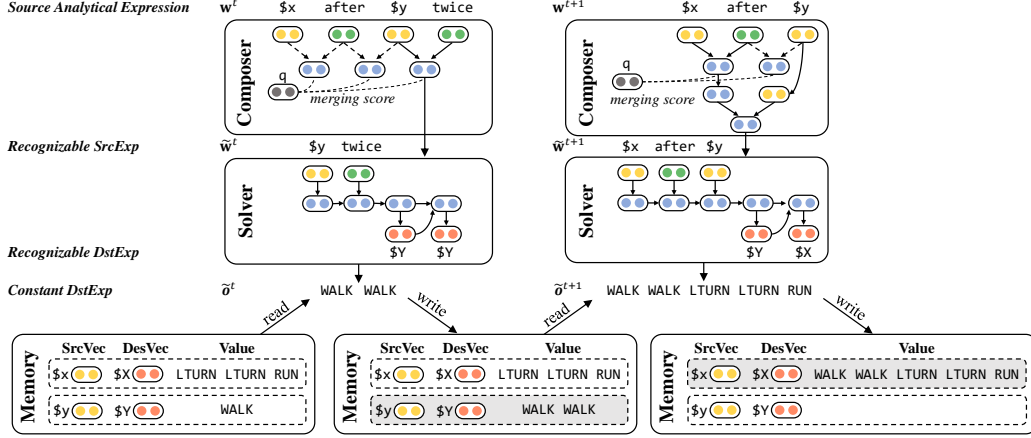 Source Analytical Expression w^t $x after $y twice w^{t+1} $x after $y
Composer q merging score Composer q merging score
Recognizable SrcExp w̃^t $y twice w̃^{t+1} $x after $y
Solver Solver
Recognizable DstExp $Y $Y $Y $X
Constant DstExp õ^t WALK WALK õ^{t+1} WALK WALK LTURN LTURN RUN
read write read write
Memory SrcVec DesVec Value Memory SrcVec DesVec Value Memory SrcVec DesVec Value
$x $X LTURN LTURN RUN $x $X LTURN LTURN RUN $x $X WALK WALK LTURN LTURN RUN
$y $Y WALK $y $Y WALK WALK $y $Y